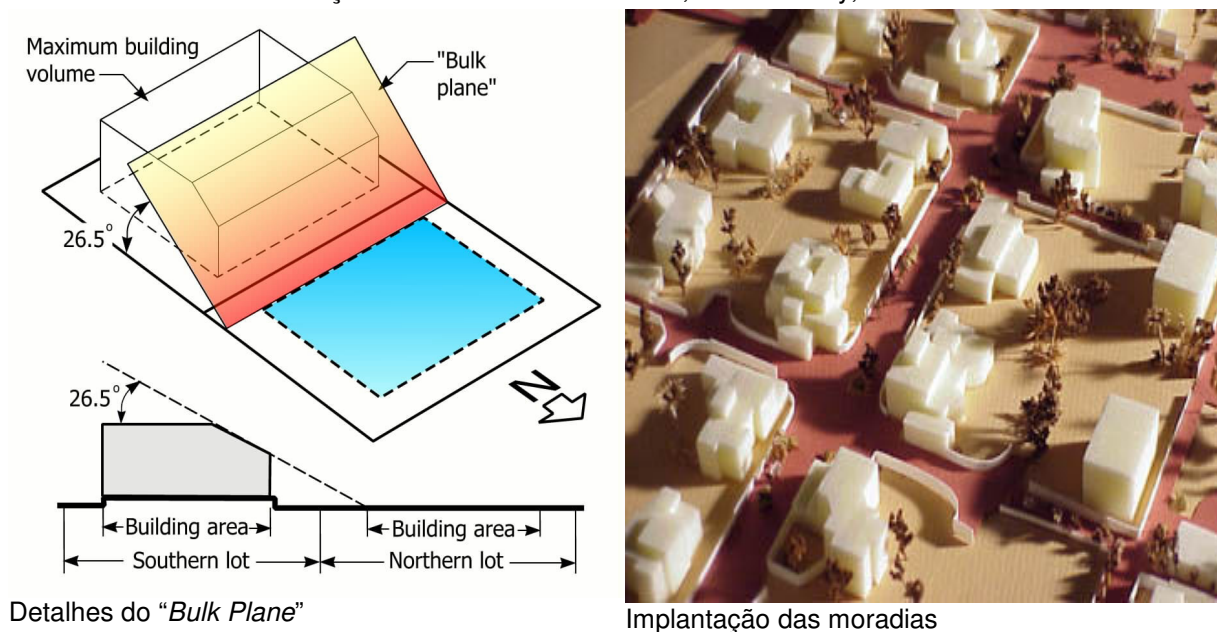 Maximum building
volume
"Bulk
plane"
26.5°
N
26.5°
Building area
Building area
Southern lot
Northern lot
Detalhes do “Bulk Plane”
Implantação das moradias